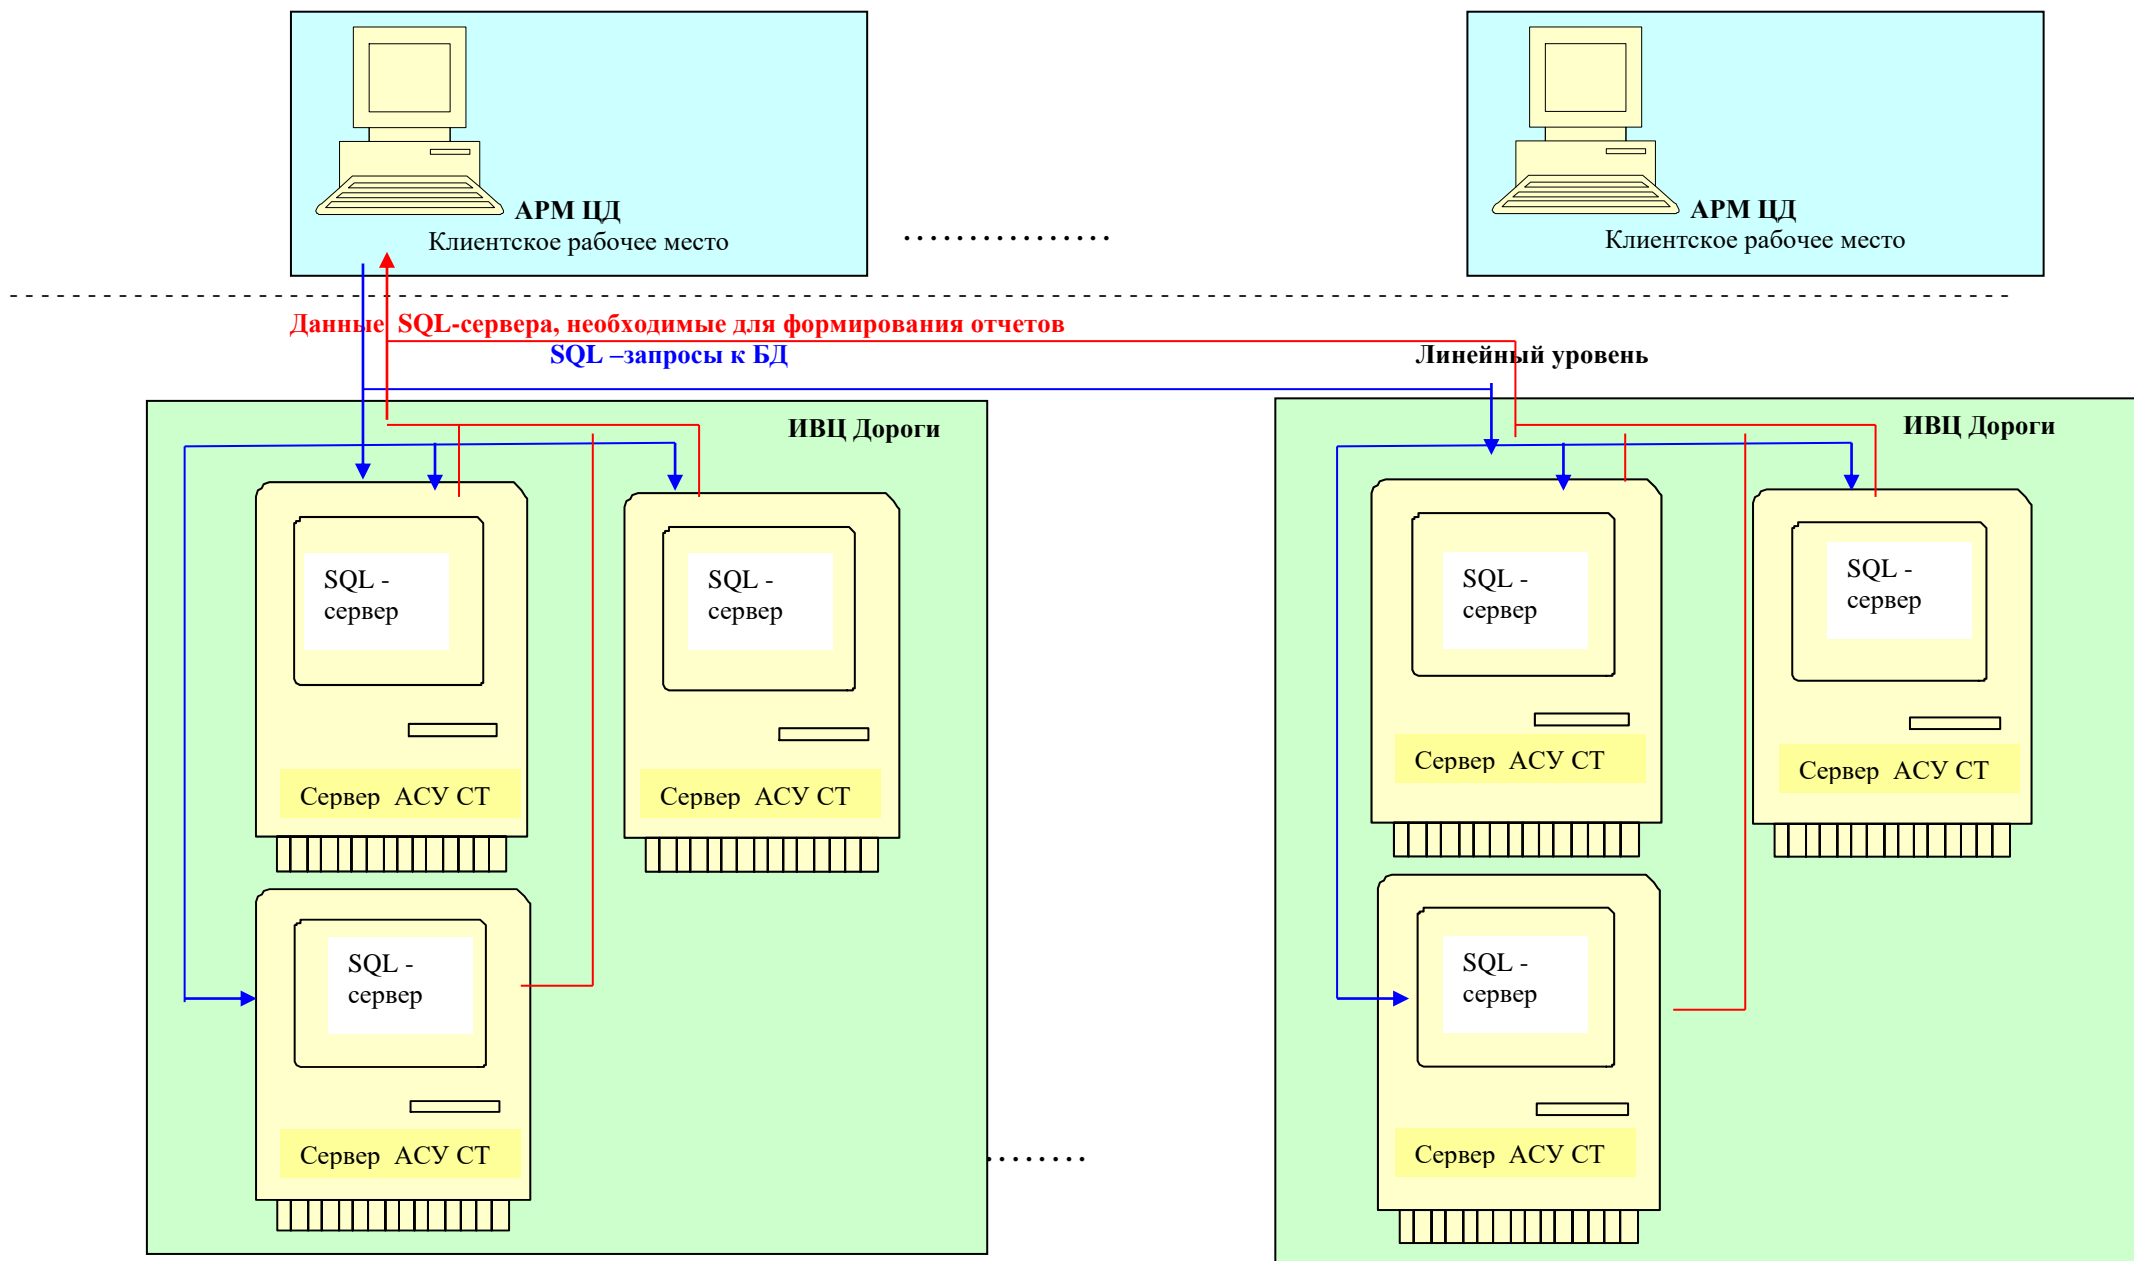 АРМ ЦД
Клиентское рабочее место
................
АРМ ЦД
Клиентское рабочее место
Данные SQL-сервера, необходимые для формирования отчетов
SQL –запросы к БД
Линейный уровень
ИВЦ Дороги
ИВЦ Дороги
SQL -
сервер
SQL -
сервер
SQL -
сервер
SQL -
сервер
Сервер АСУ СТ
Сервер АСУ СТ
Сервер АСУ СТ
Сервер АСУ СТ
SQL -
сервер
SQL -
сервер
Сервер АСУ СТ
........
Сервер АСУ СТ